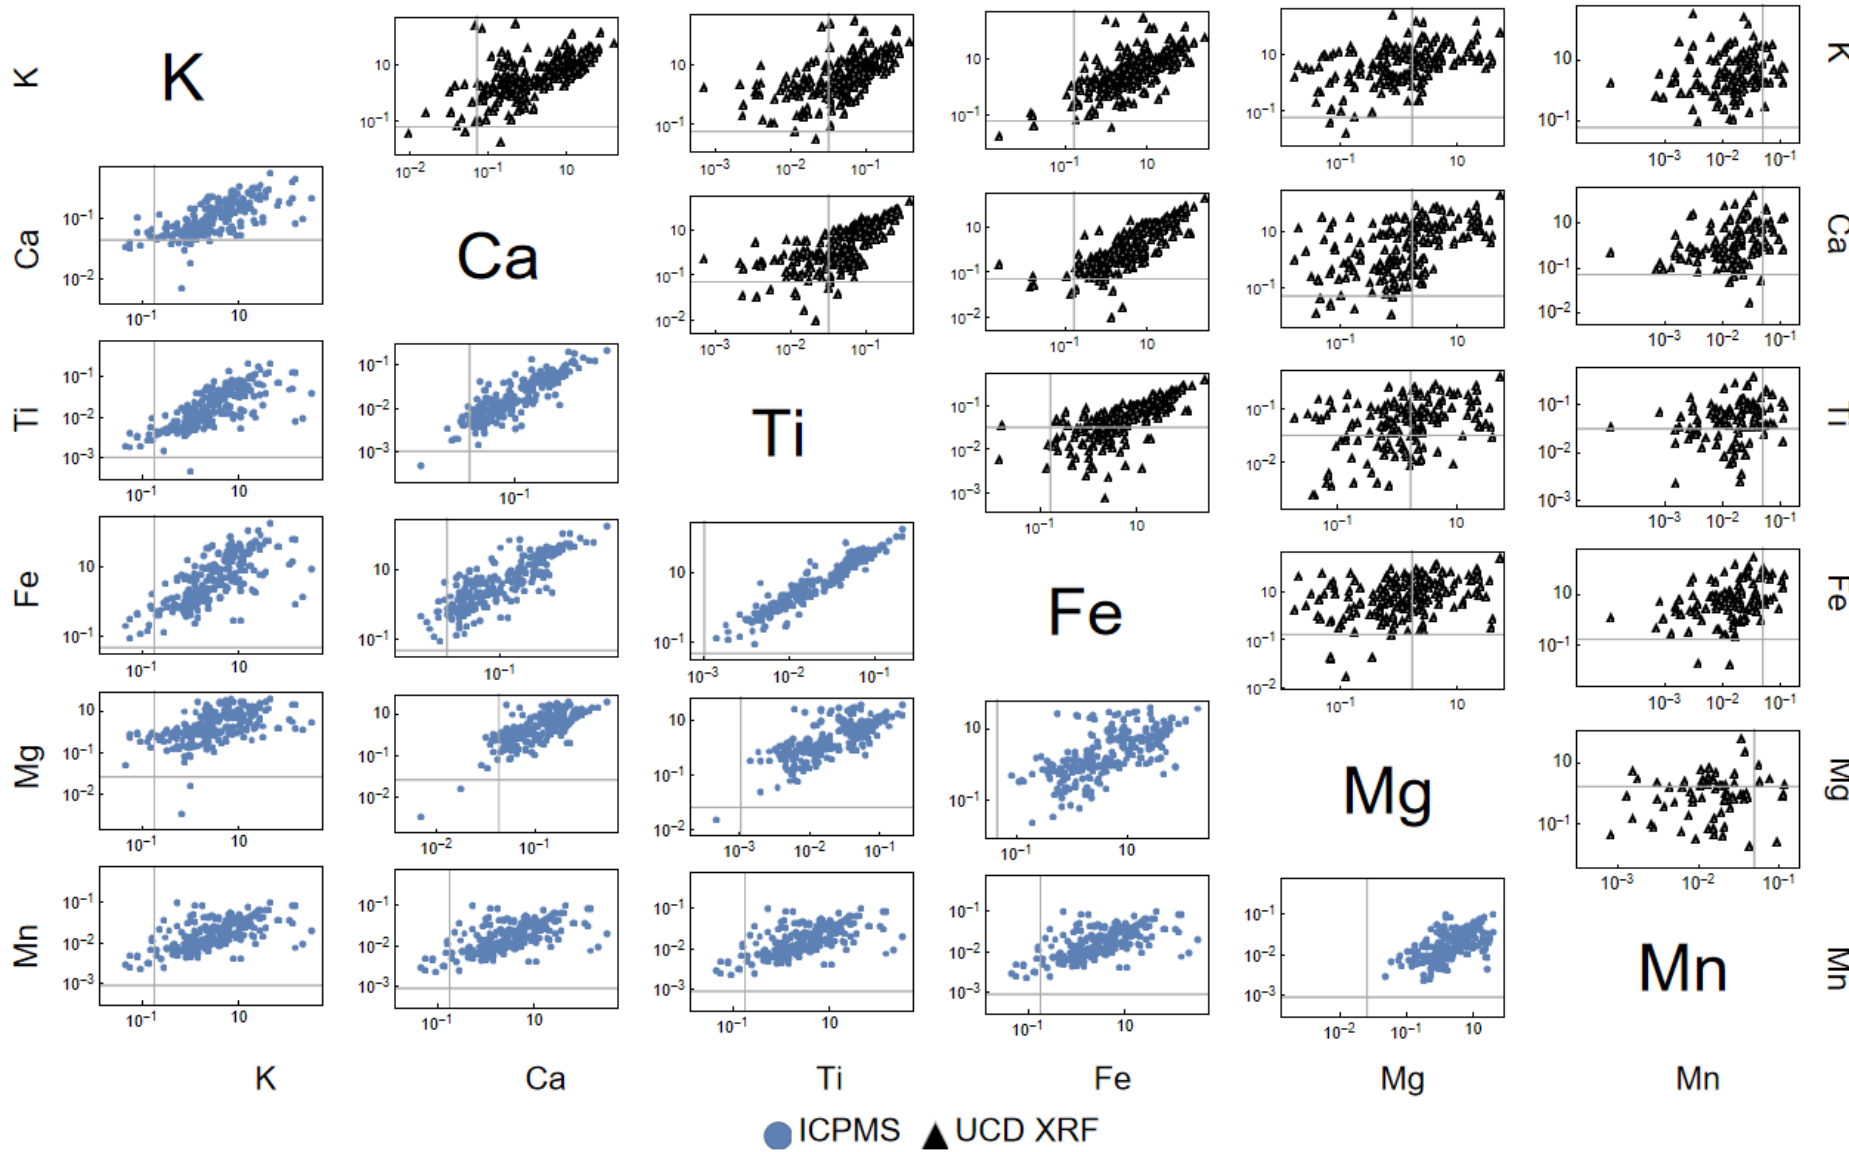 10 10 10 10 10
K K K
10⁻¹ 10⁻¹ 10⁻¹ 10⁻¹ 10⁻¹
10⁻² 10⁻¹ 10 10⁻³ 10⁻² 10⁻¹ 10⁻¹ 10 10⁻¹ 10 10⁻³ 10⁻² 10⁻¹
10⁻¹ 10 10 10 10
Ca Ca Ca
10⁻² 10⁻¹ 10⁻¹ 10⁻¹ 10⁻¹
10⁻² 10⁻² 10⁻²
10⁻¹ 10 10⁻³ 10⁻² 10⁻¹ 10⁻¹ 10 10⁻¹ 10 10⁻³ 10⁻² 10⁻¹
10⁻¹ 10⁻¹ 10⁻¹ 10⁻¹ 10⁻¹
Ti Ti Ti
10⁻² 10⁻² 10⁻² 10⁻² 10⁻²
10⁻³ 10⁻³ 10⁻³ 10⁻³
10⁻¹ 10 10⁻¹ 10⁻¹ 10 10⁻¹ 10 10⁻³ 10⁻² 10⁻¹
10 10 10 10 10
Fe Fe Fe
10⁻¹ 10⁻¹ 10⁻¹ 10⁻¹ 10⁻¹
10⁻²
10⁻¹ 10 10⁻¹ 10⁻³ 10⁻² 10⁻¹ 10⁻¹ 10 10⁻³ 10⁻² 10⁻¹
10 10 10 10 10
Mg Mg Mg
10⁻¹ 10⁻¹ 10⁻¹ 10⁻¹ 10⁻¹
10⁻² 10⁻² 10⁻²
10⁻¹ 10 10⁻² 10⁻¹ 10⁻³ 10⁻² 10⁻¹ 10⁻¹ 10 10⁻³ 10⁻² 10⁻¹
10⁻¹ 10⁻¹ 10⁻¹ 10⁻¹ 10⁻¹
Mn Mn Mn
10⁻² 10⁻² 10⁻² 10⁻² 10⁻²
10⁻³ 10⁻³ 10⁻³ 10⁻³ 10⁻³
10⁻¹ 10 10⁻¹ 10 10⁻¹ 10 10⁻¹ 10 10⁻² 10⁻¹ 10
K Ca Ti Fe Mg Mn
ICPMS UCD XRF